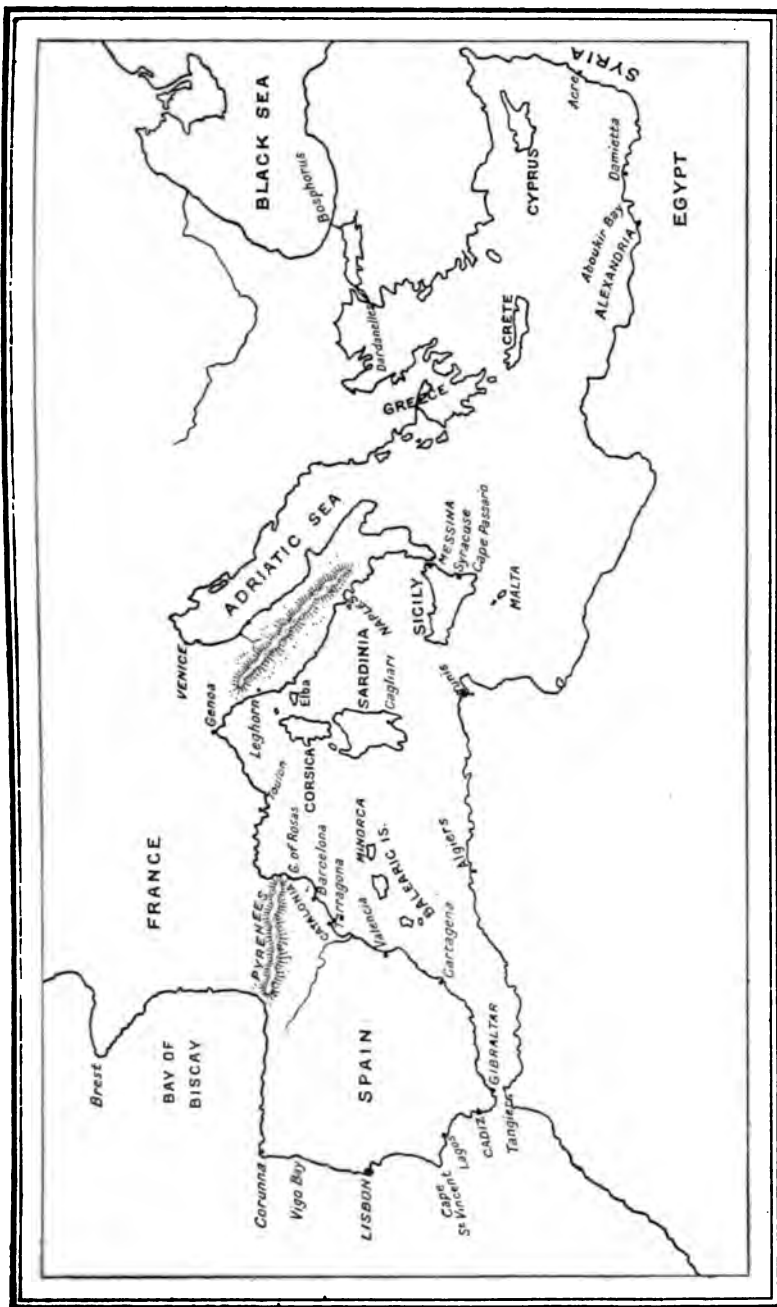 Brest
BAY OF
BISCAY
FRANCE
Corunna
Vigo Bay
LISBON
Cape
St Vincent
Lagos
CADIZ
Tangiers
GIBRALTAR
SPAIN
PYRENEES
CATALONIA
G. of Rosas
Barcelona
Tarragona
Valencia
Cartagena
MINORCA
BALEARIC IS.
Algiers
Toulon
Genoa
Leghorn
Elba
CORSICA
SARDINIA
Cagliari
VENICE
ADRIATIC SEA
NAPLES
SICILY
MESSINA
Syracuse
Cape Passaro
MALTA
Tunis
GREECE
CRETE
Dardanelles
Bosphorus
BLACK SEA
CYPRUS
SYRIA
Acre
Damietta
Aboukir Bay
ALEXANDRIA
EGYPT